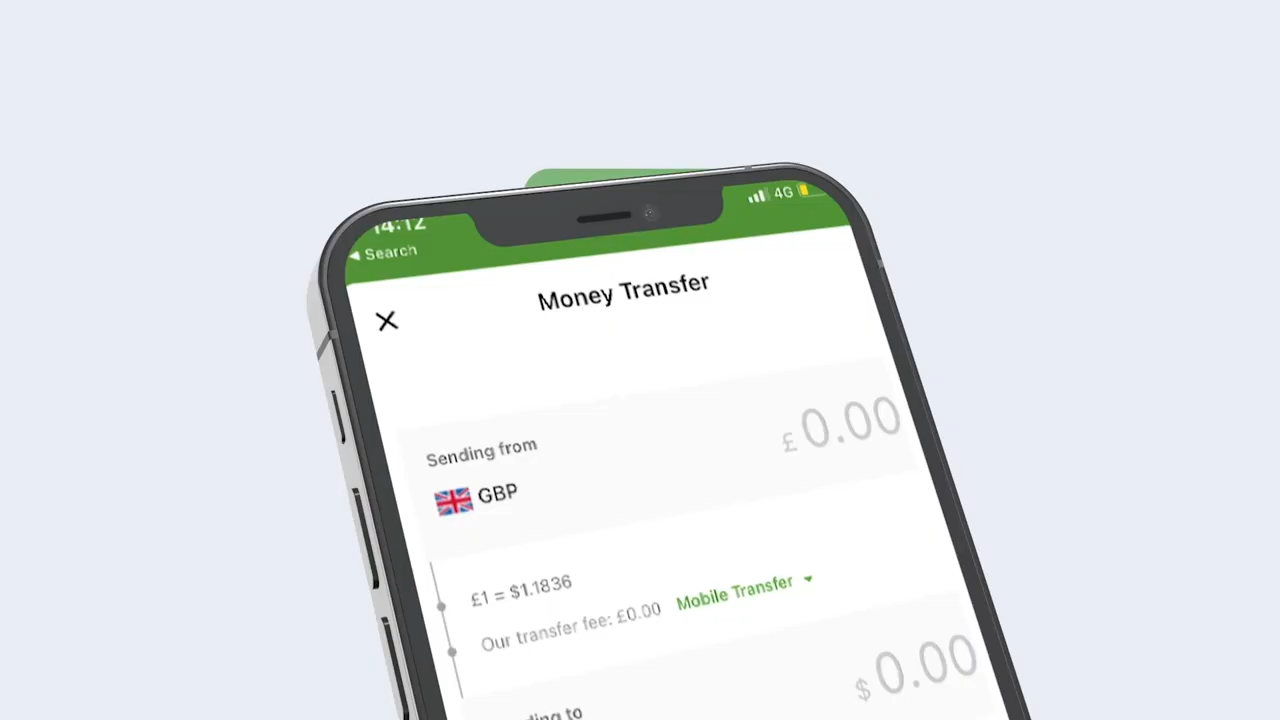 14:12
4G
◀ Search
Money Transfer
Sending from
£ 0.00
GBP
£1 = $1.1836
Our transfer fee: £0.00 Mobile Transfer
$ 0.00
to